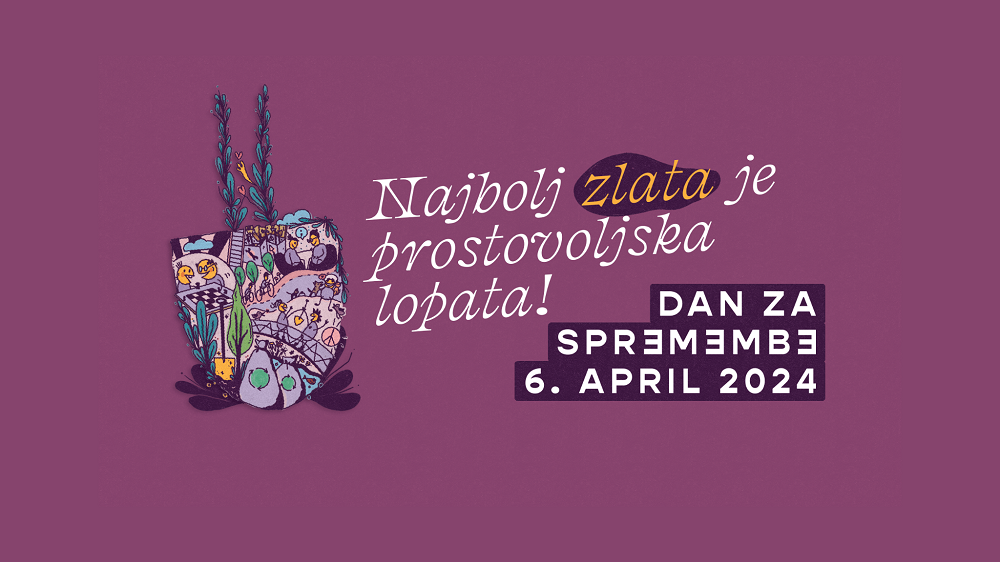 Najbolj zlata je
prostovoljska
lopata!
DAN ZA
SPREMEMBE
6. APRIL 2024